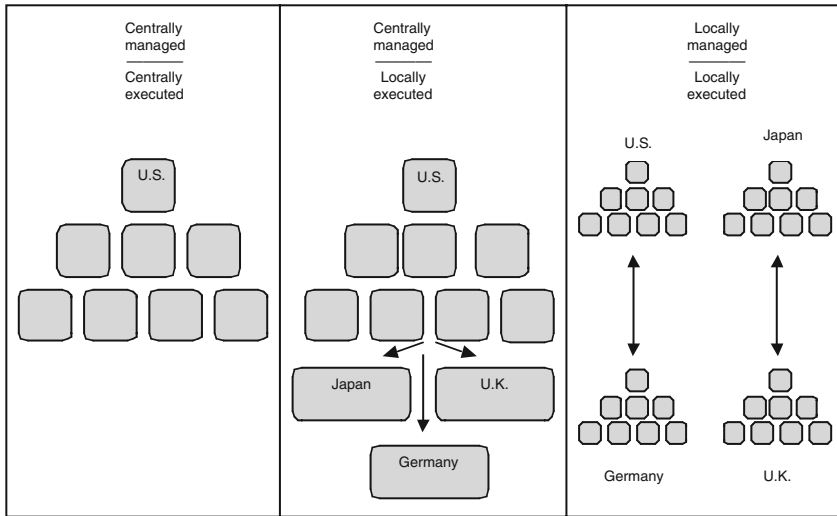 Centrally
managed
Centrally
executed
U.S.
Centrally
managed
Locally
executed
U.S.
Japan
U.K.
Germany
Locally
managed
Locally
executed
U.S.
Japan
Germany
U.K.